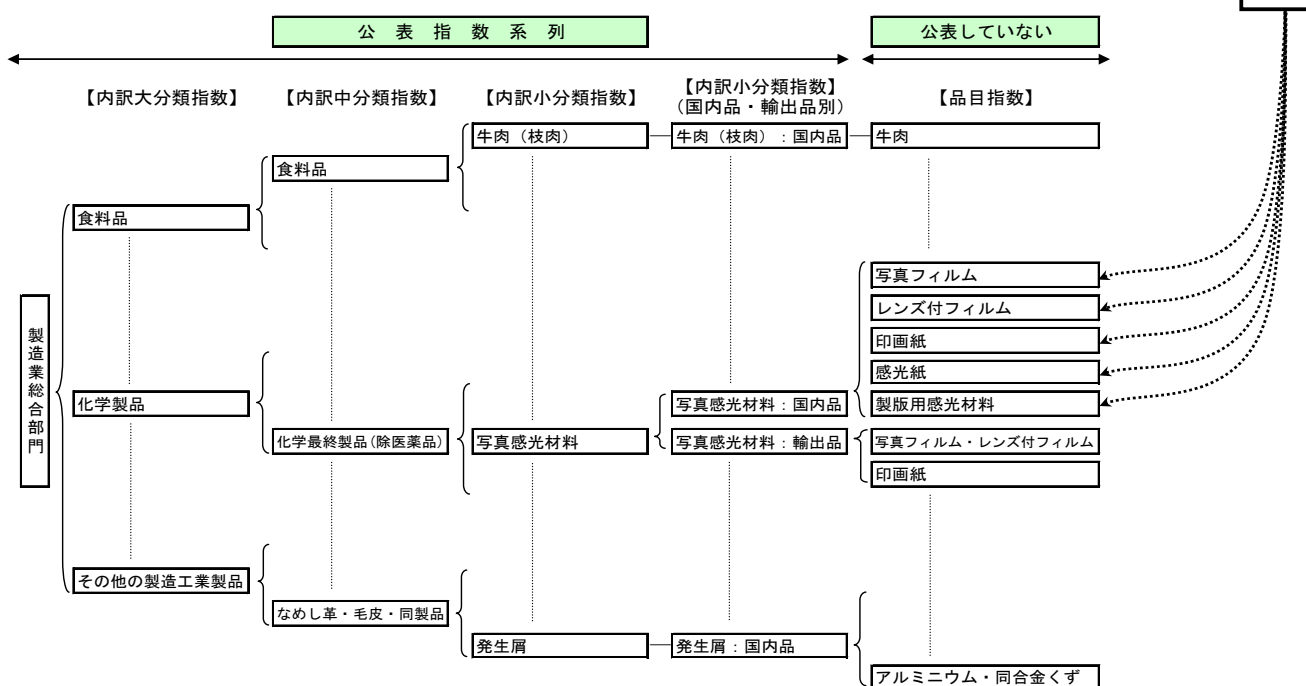 公 表 指 数 系 列
公表していない
【内訳大分類指数】
【内訳中分類指数】
【内訳小分類指数】
【内訳小分類指数】
（国内品・輸出品別）
【品目指数】
牛肉（枝肉）
牛肉（枝肉）：国内品
牛肉
食料品
食料品
写真フィルム
レンズ付フィルム
印画紙
感光紙
製造業総合部門
化学製品
写真感光材料：国内品
製版用感光材料
化学最終製品（除医薬品）
写真感光材料
写真感光材料：輸出品
写真フィルム・レンズ付フィルム
印画紙
その他の製造工業製品
なめし革・毛皮・同製品
発生屑
発生屑：国内品
アルミニウム・同合金くず